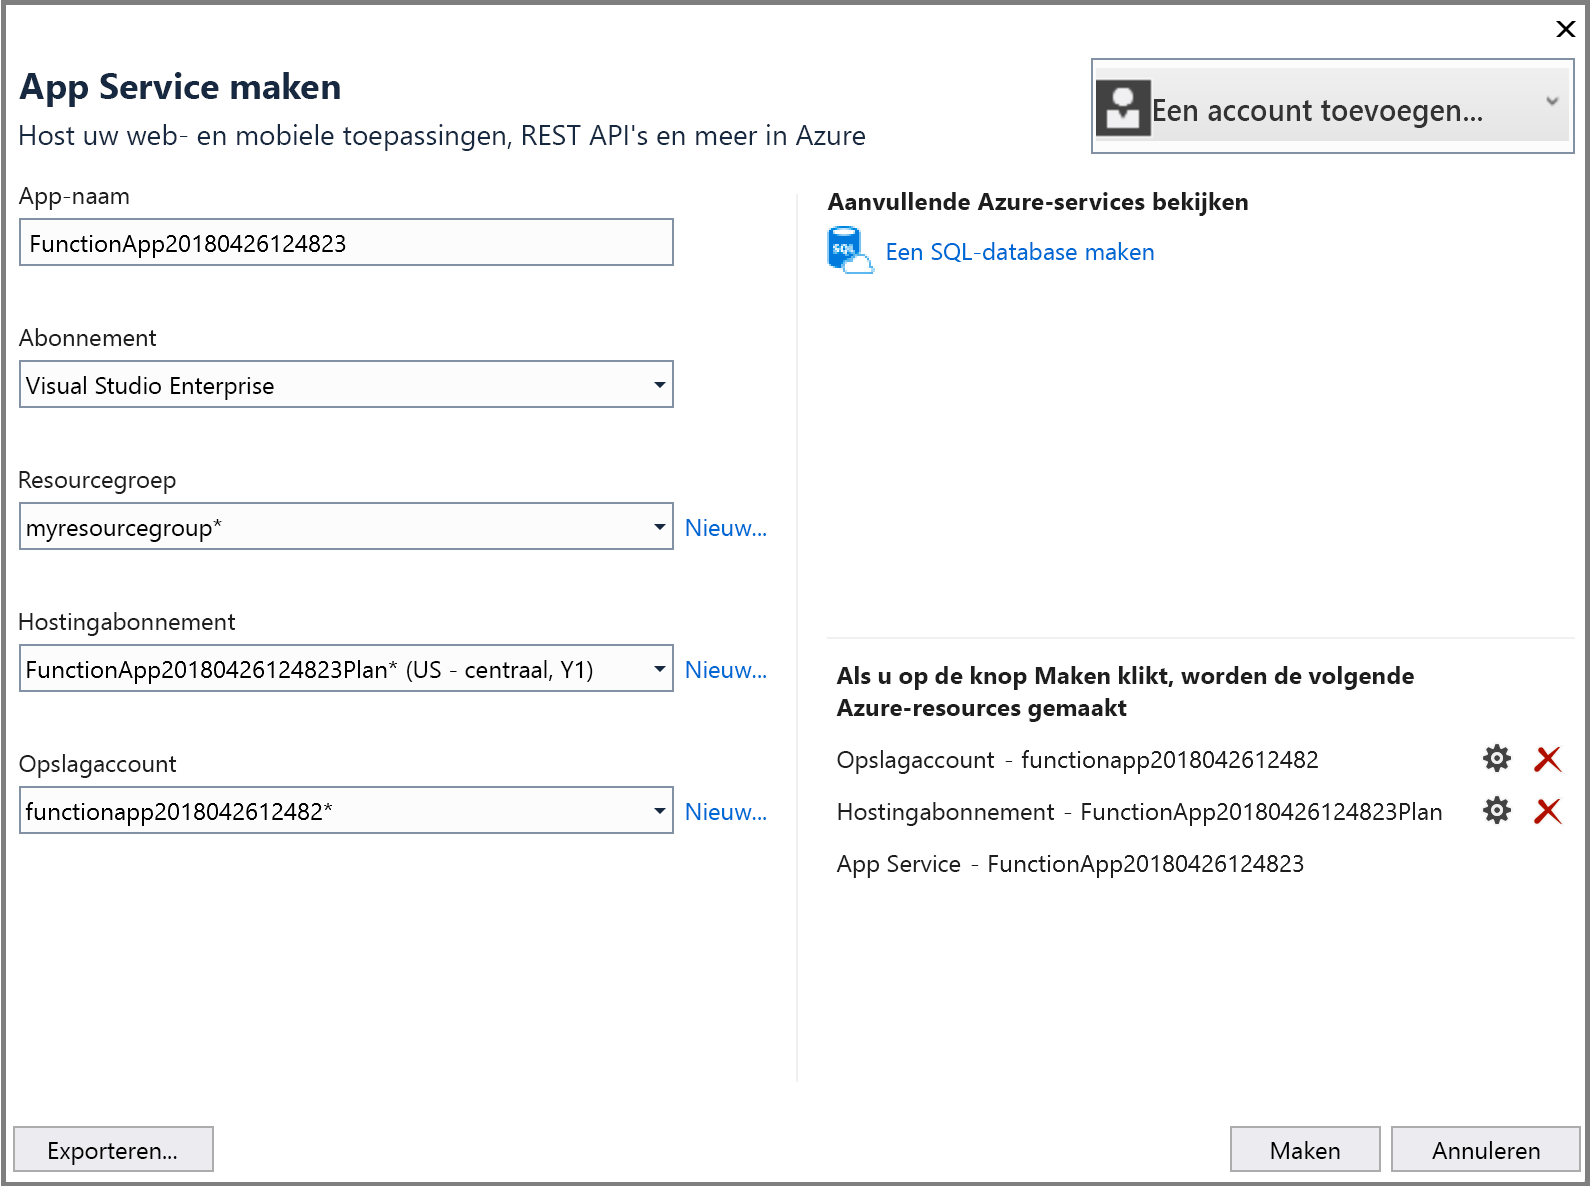 App Service maken
Host uw web- en mobiele toepassingen, REST API's en meer in Azure
Een account toevoegen...
App-naam
FunctionApp20180426124823
Abonnement
Visual Studio Enterprise
Resourcegroep
myresourcegroup*
Nieuw...
Hostingabonnement
FunctionApp20180426124823Plan* (US - centraal, Y1)
Nieuw...
Opslagaccount
functionapp2018042612482*
Nieuw...
Aanvullende Azure-services bekijken
SQL
Een SQL-database maken
Als u op de knop Maken klikt, worden de volgende
Azure-resources gemaakt
Opslagaccount - functionapp2018042612482
Hostingabonnement - FunctionApp20180426124823Plan
App Service - FunctionApp20180426124823
Exporteren...
Maken
Annuleren